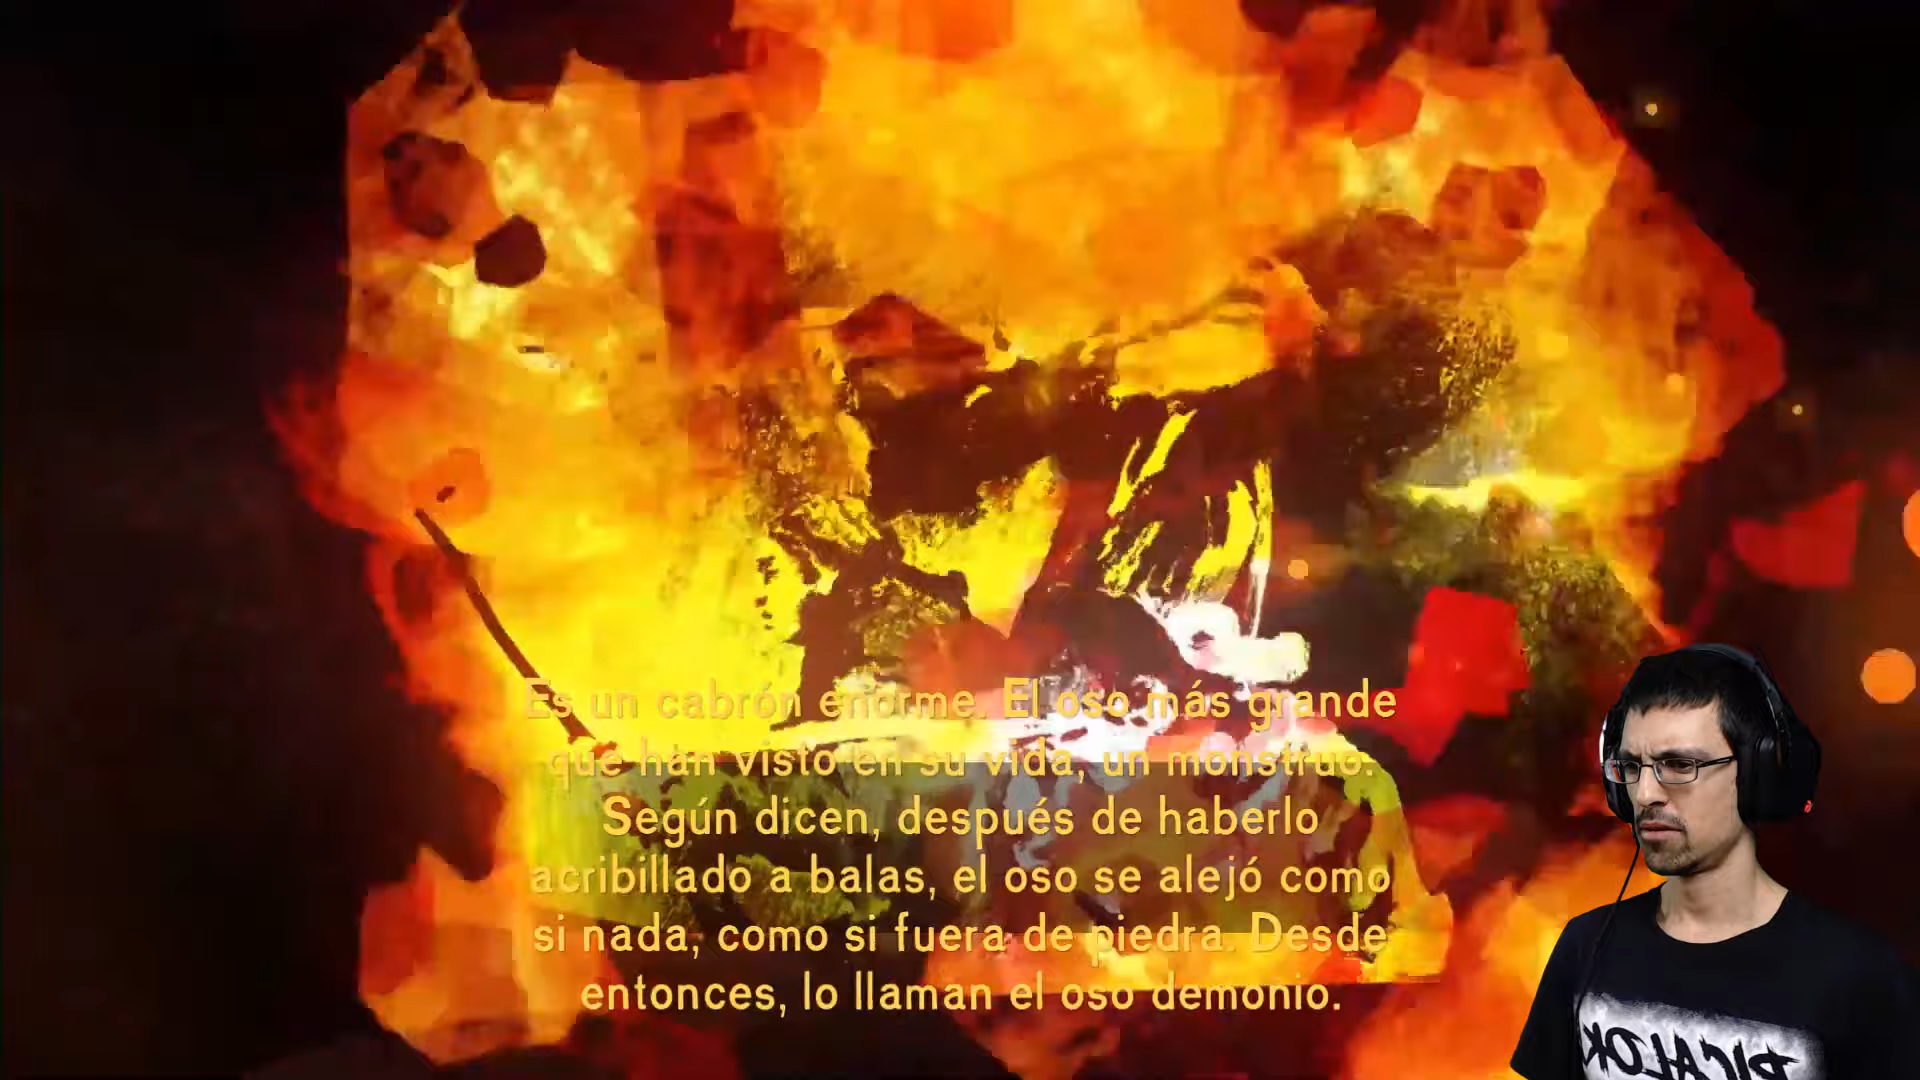 Es un cabrón enorme. El oso más grande
que han visto en su vida, un monstruo.
Según dicen, después de haberlo
acribillado a balas, el oso se alejó como
si nada, como si fuera de piedra. Desde
entonces, lo llaman el oso demonio.